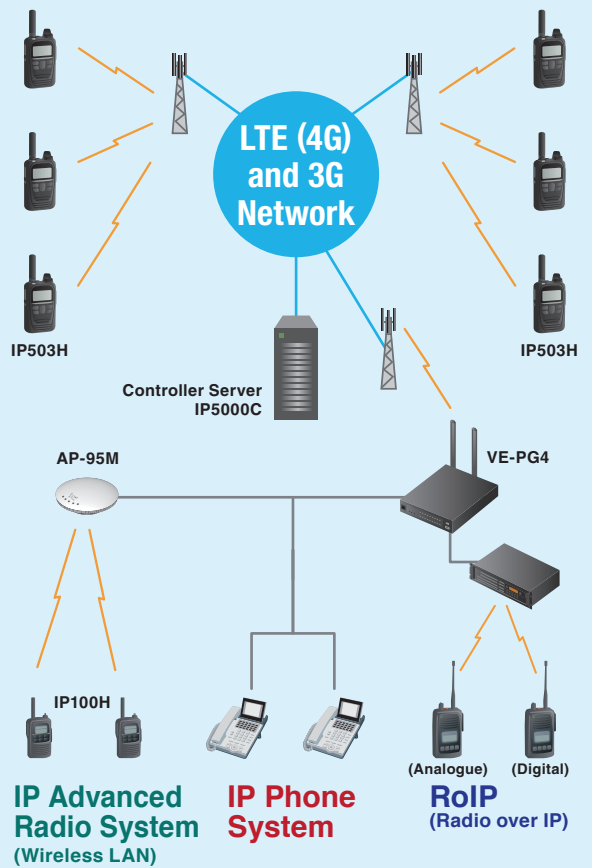 LTE (4G)
and 3G
Network
IP503H
IP503H
Controller Server
IP5000C
AP-95M
VE-PG4
IP100H
(Analogue)
(Digital)
IP Advanced
Radio System
(Wireless LAN)
IP Phone
System
RoIP
(Radio over IP)